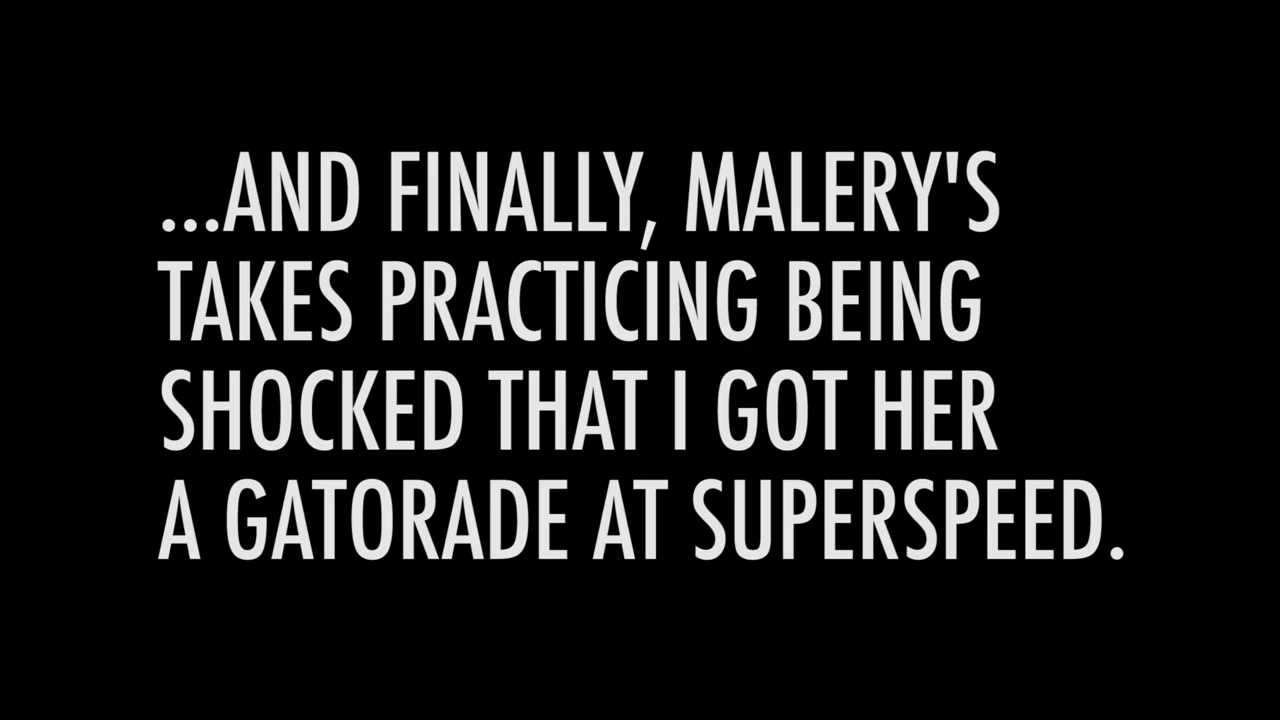 ...AND FINALLY, MALERY'S
TAKES PRACTICING BEING
SHOCKED THAT I GOT HER
A GATORADE AT SUPERSPEED.